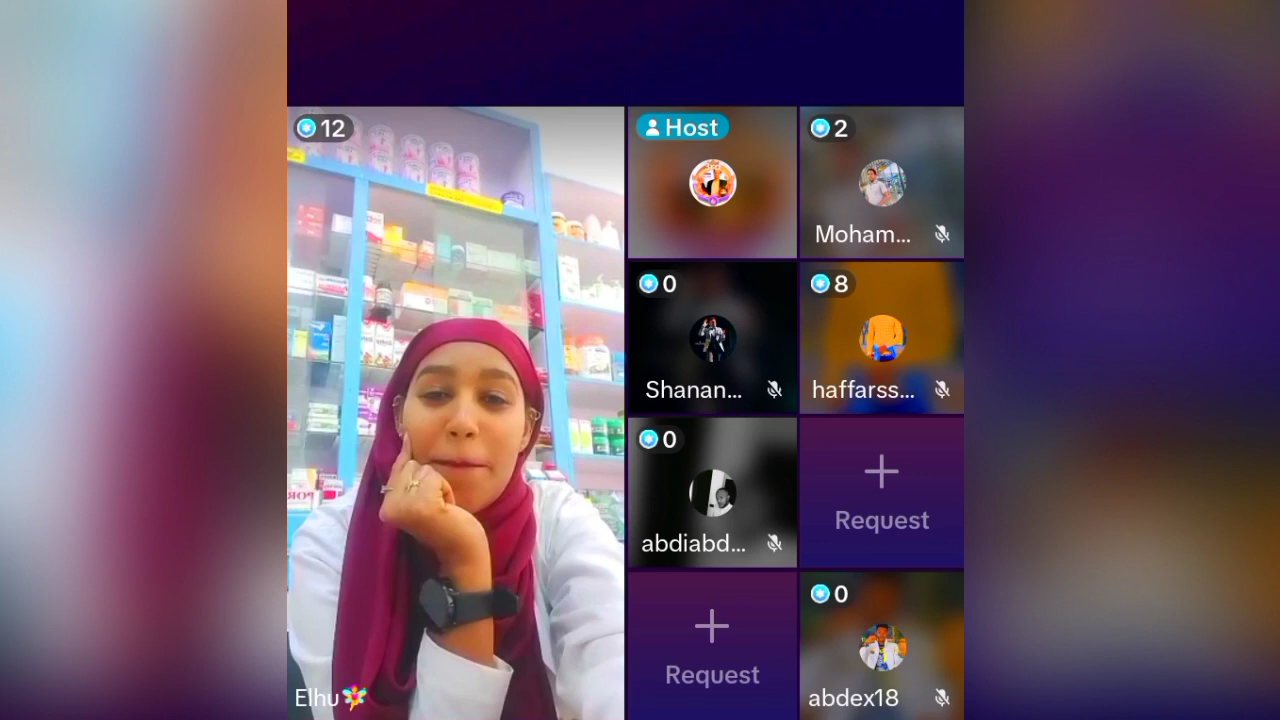 12
Host
2
Moham...
0
8
Shanan...
haffarss...
0
abdiabd...
Request
Request
0
Elhu
abdex18